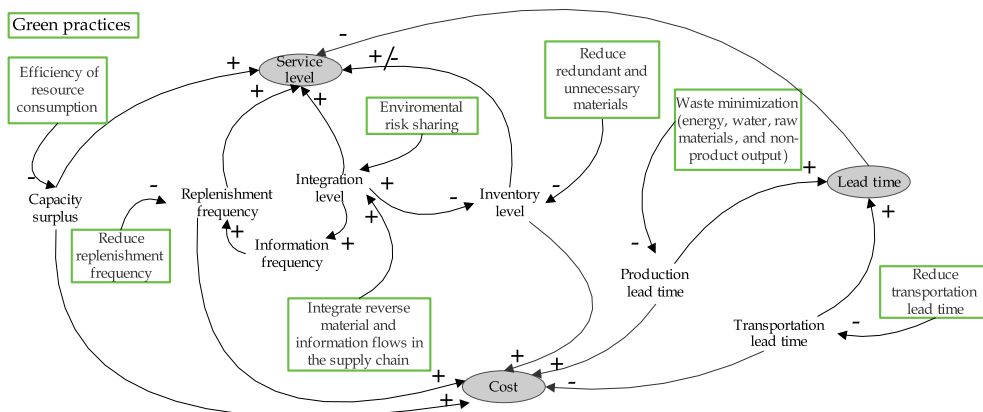 Green practices
Efficiency of
resource
consumption
-
+
Service
level
+/-
+
+
-
Capacity
surplus
-
Replenishment
frequency
Reduce
replenishment
frequency
+
Information
frequency
+
Integration
level
+
+
Enviromental
risk sharing
Integrate reverse
material and
information flows in
the supply chain
-
Inventory
level
-
Reduce
redundant and
unnecessary
materials
Waste minimization
(energy, water, raw
materials, and non-
product output)
-
Production
lead time
+
Lead time
+
Transportation
lead time
-
Reduce
transportation
lead time
+
+
+
+
-
Cost